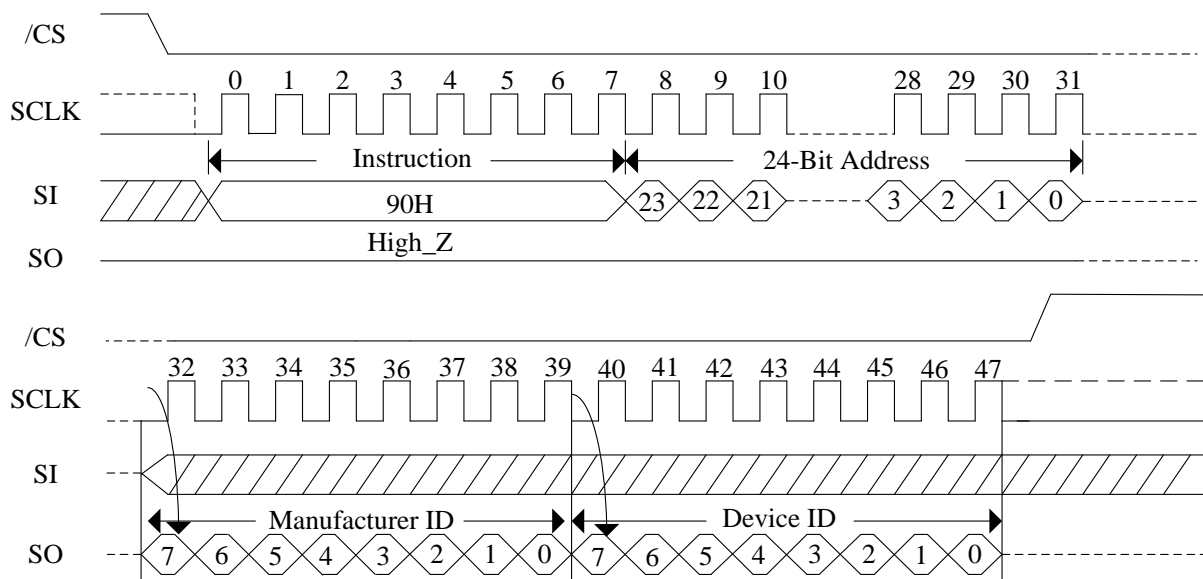 /CS
0 1 2 3 4 5 6 7 8 9 10 28 29 30 31
SCLK
Instruction 24-Bit Address
SI 90H 23 22 21 3 2 1 0
High_Z
SO
/CS
32 33 34 35 36 37 38 39 40 41 42 43 44 45 46 47
SCLK
SI
Manufacturer ID Device ID
SO 7 6 5 4 3 2 1 0 7 6 5 4 3 2 1 0